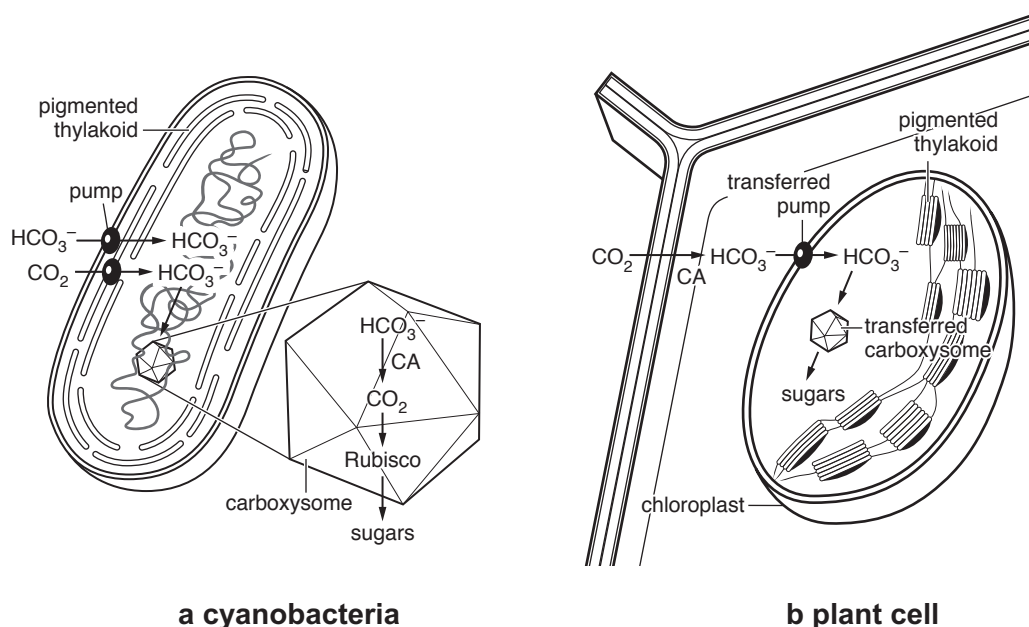 pigmented
thylakoid
pump
HCO₃⁻ HCO₃⁻
CO₂ HCO₃⁻
HCO₃⁻
CA
CO₂
Rubisco
carboxysome
sugars
a cyanobacteria
pigmented
thylakoid
transferred
pump
CO₂ HCO₃⁻ HCO₃⁻
CA
transferred
carboxysome
sugars
chloroplast
b plant cell